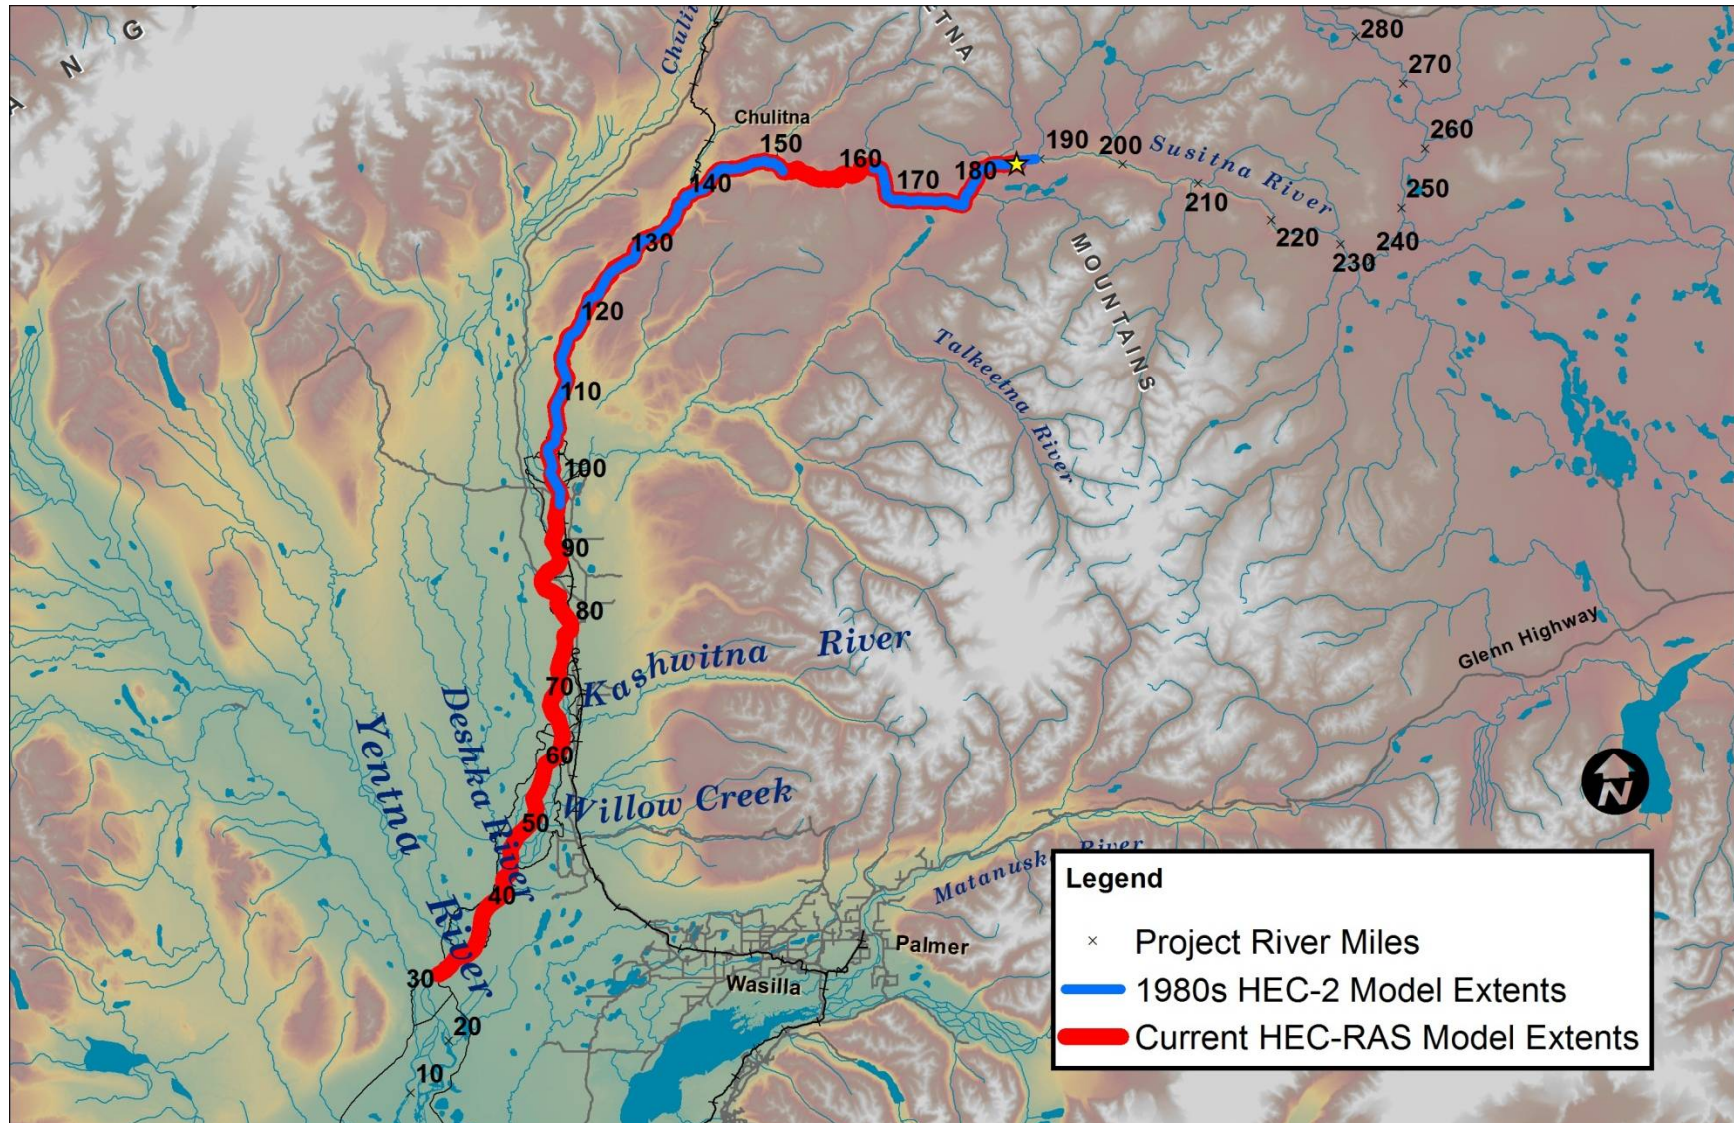 N G
A
Chulit
ETNA
280
270
260
Chulitna
150
160
180
190
200
Susitna River
140
170
210
250
130
220
240
230
MOUNTAINS
120
Talkeetna River
110
100
90
80
Glenn Highway
Kashwitna River
70
Deshka River
Yentna River
60
Willow Creek
50
N
Matanuska River
40
Palmer
Wasilla
30
20
10
Legend
Project River Miles
1980s HEC-2 Model Extents
Current HEC-RAS Model Extents